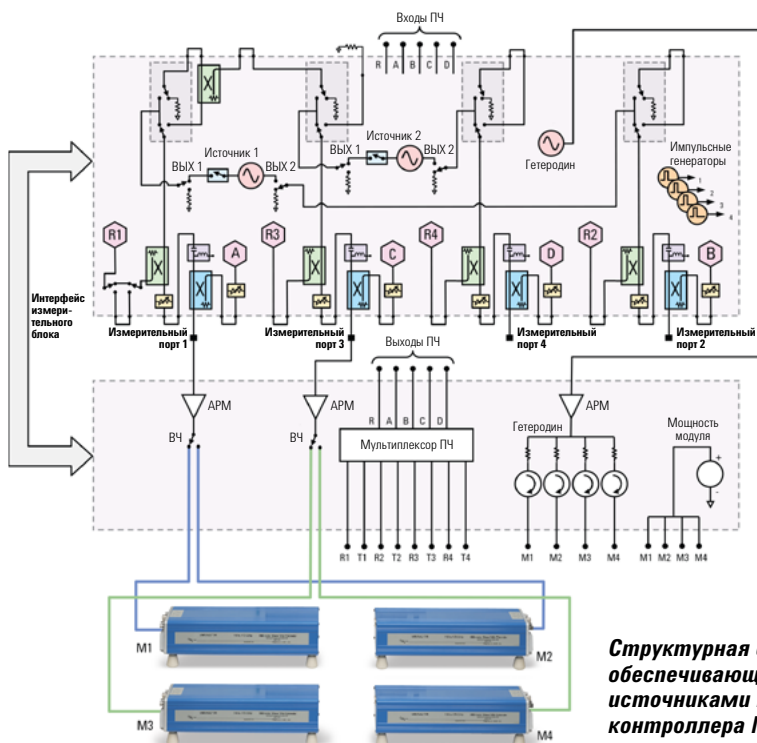 Входы ПЧ
R A B C D
Источник 1
ВЫХ 1
ВЫХ 2
Источник 2
ВЫХ 1
ВЫХ 2
Гетеродин
Импульсные
генераторы
1
2
3
4
R1
A
R3
C
R4
D
R2
B
Интерфейс
измери-
тельного
блока
Измерительный
порт 1
Измерительный
порт 3
Измерительный
порт 4
Измерительный
порт 2
Выходы ПЧ
R A B C D
АРМ
АРМ
АРМ
ВЧ
ВЧ
Мультиплексор ПЧ
Гетеродин
Мощность
модуля
+
-
R1 T1 R2 T2 R3 T3 R4 T4
M1 M2 M3 M4
M1 M2 M3 M4
M1
M2
M3
M4
Структурная
обеспечивающ
источниками
контроллера